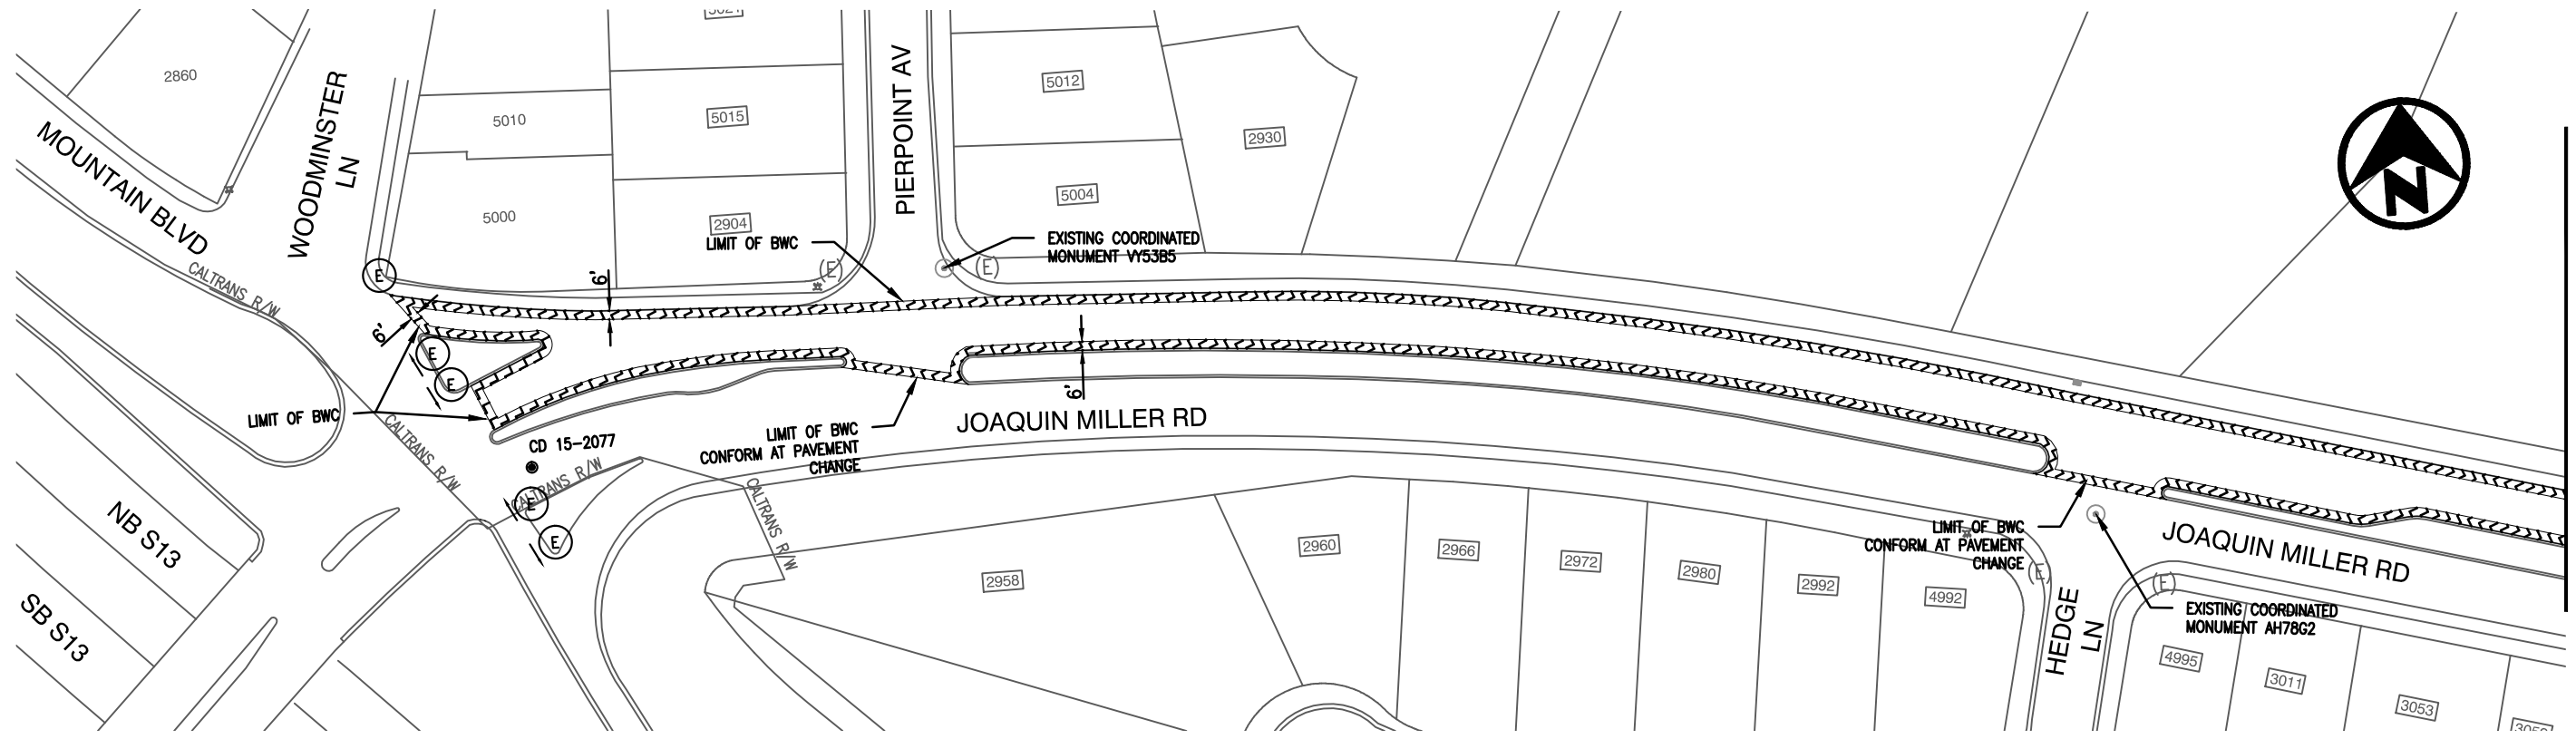 5021
2860
MOUNTAIN BLVD
WOODMINSTER
LN
5010
5015
5000
2904
PIERPOINT AV
5012
5004
2930
N
LIMIT OF BWC
EXISTING COORDINATED
MONUMENT VY53B5
(E)
(E)
CALTRANS R/W
E
6'
6'
E
E
LIMIT OF BWC
CALTRANS R/W
CD 15-2077
CALTRANS R/W
E
E
LIMIT OF BWC
CONFORM AT PAVEMENT
CHANGE
6'
JOAQUIN MILLER RD
CALTRANS R/W
NB S13
SB S13
2958
2960
2966
2972
2980
2992
4992
LIMIT OF BWC
CONFORM AT PAVEMENT
CHANGE
(E)
HEDGE
LN
JOAQUIN MILLER RD
(E)
EXISTING COORDINATED
MONUMENT AH78G2
4995
3011
3053